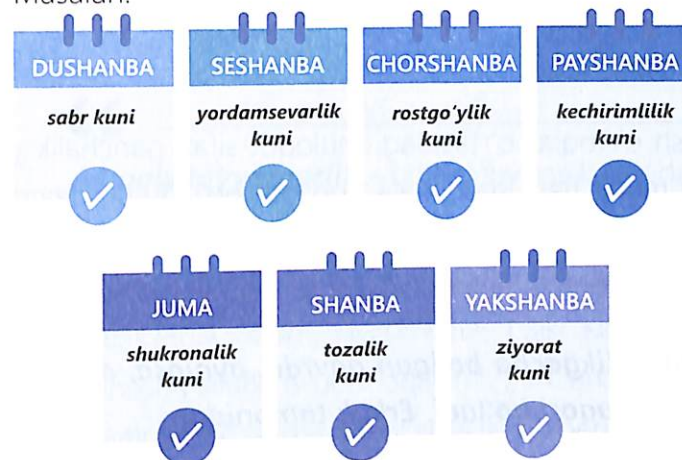 Masalan:
DUSHANBA SESHANBA CHORSHANBA PAYSHANBA
sabr kuni yordamsevarlik rostgo‘ylik kechirimlilik
kuni kuni kuni
JUMA SHANBA YAKSHANBA
shukronalik tozalik ziyorat
kuni kuni kuni